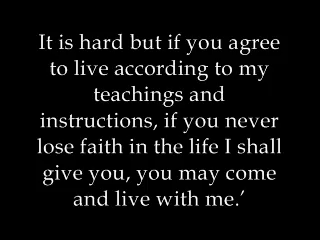 It is hard but if you agree
to live according to my
teachings and
instructions, if you never
lose faith in the life I shall
give you, you may come
and live with me.’